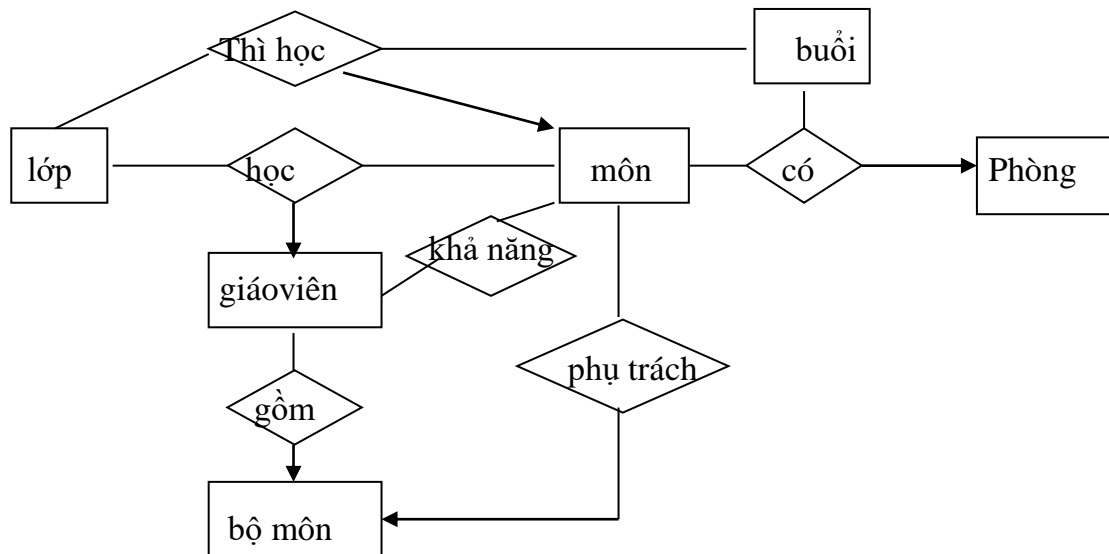 Thì học
buổi
lớp
học
môn
có
Phòng
khả năng
giáoviên
phụ trách
gồm
bộ môn